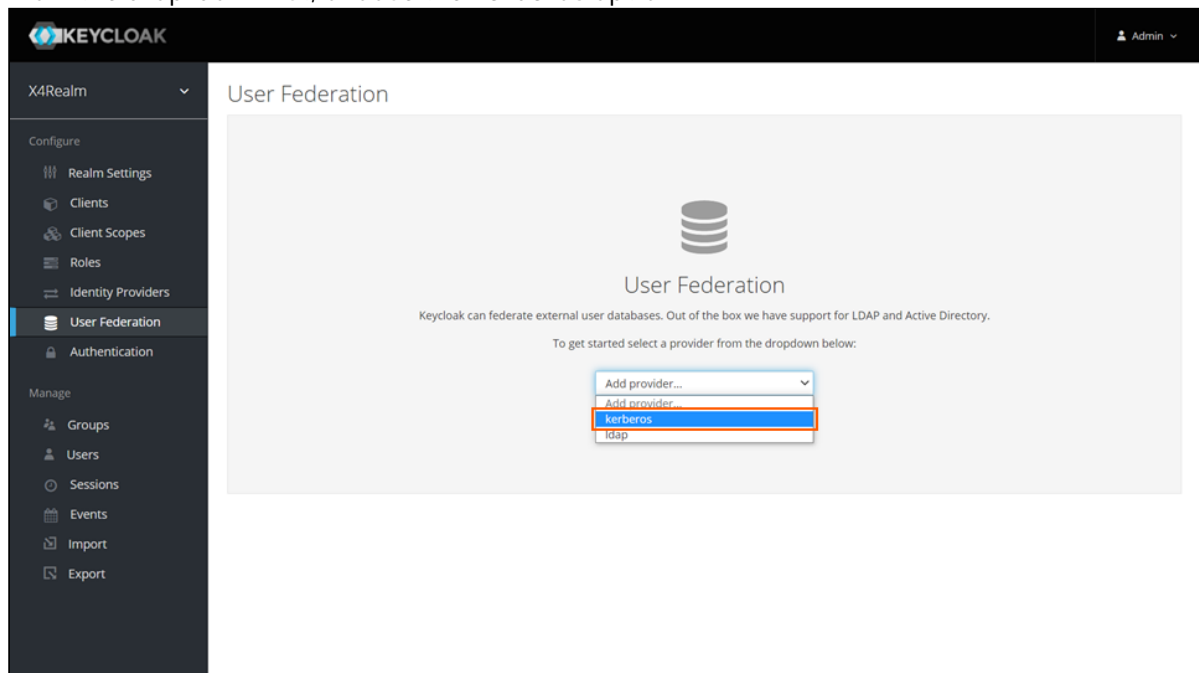 KEYCLOAK
Admin
X4Realm
User Federation
Configure
Realm Settings
Clients
Client Scopes
Roles
Identity Providers
User Federation
Authentication
Manage
Groups
Users
Sessions
Events
Import
Export
User Federation
Keycloak can federate external user databases. Out of the box we have support for LDAP and Active Directory.
To get started select a provider from the dropdown below:
Add provider...
Add provider...
kerberos
ldap